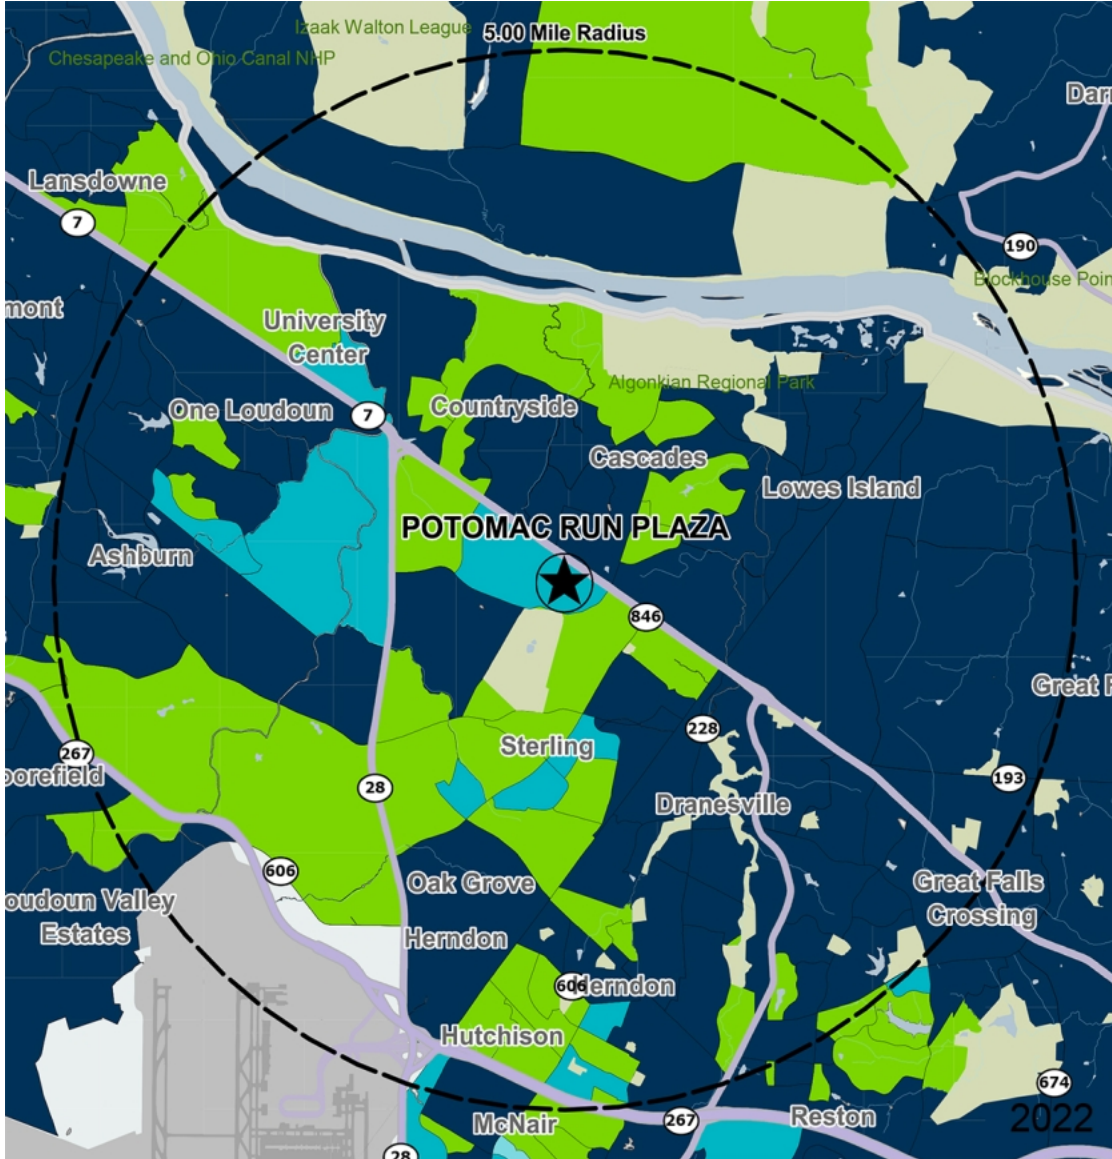 Izaak Walton League
5.00 Mile Radius
Chesapeake and Ohio Canal NHP
Darn
Lansdowne
7
190
Blockhouse Poin
mont
University
Center
Algonkian Regional Park
One Loudoun
7
Countryside
Cascades
Lowes Island
POTOMAC RUN PLAZA
Ashburn
846
Great F
228
Sterling
267
oorefield
193
28
Dranesville
606
Oak Grove
Great Falls
Crossing
oudoun Valley
Estates
Herndon
606
Herndon
Hutchison
674
McNair
267
Reston
2022
28